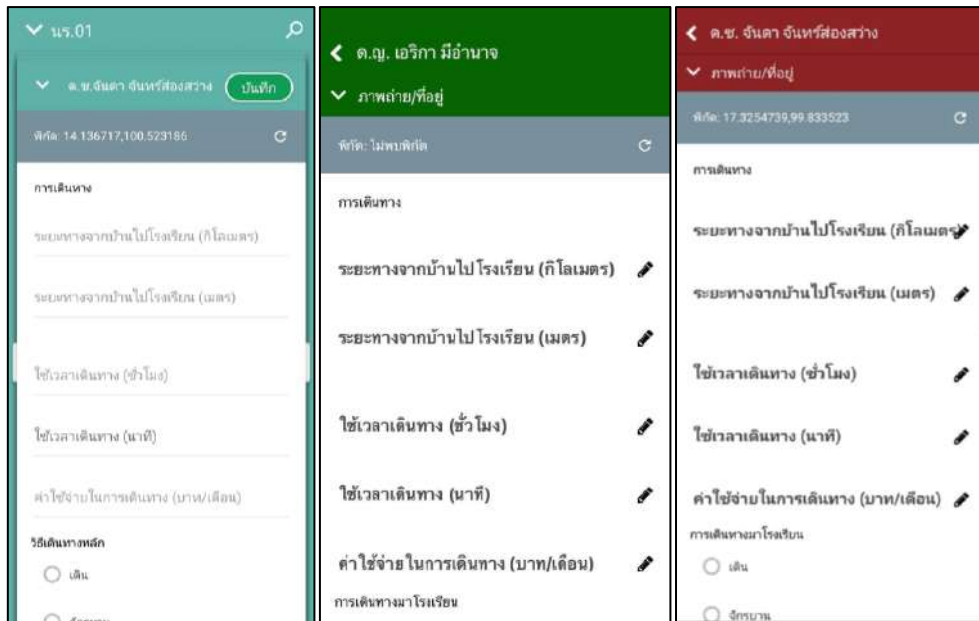 นร.01
ด.ช.จันดา จันทร์ส่องสว่าง
บันทึก
พิกัด: 14.136717,100.523186
การเดินทาง
ระยะทางจากบ้านไปโรงเรียน (กิโลเมตร)
ระยะทางจากบ้านไปโรงเรียน (เมตร)
ใช้เวลาเดินทาง (ชั่วโมง)
ใช้เวลาเดินทาง (นาที)
ค่าใช้จ่ายในการเดินทาง (บาท/เดือน)
วิธีเดินทางหลัก
เดิน
จักรยาน
ด.ญ. เอริกา มีอำนาจ
ภาพถ่าย/ที่อยู่
พิกัด: ไม่พบพิกัด
การเดินทาง
ระยะทางจากบ้านไปโรงเรียน (กิโลเมตร)
ระยะทางจากบ้านไปโรงเรียน (เมตร)
ใช้เวลาเดินทาง (ชั่วโมง)
ใช้เวลาเดินทาง (นาที)
ค่าใช้จ่ายในการเดินทาง (บาท/เดือน)
การเดินทางมาโรงเรียน
ด.ช. จันดา จันทร์ส่องสว่าง
ภาพถ่าย/ที่อยู่
พิกัด: 17.3254739,99.833523
การเดินทาง
ระยะทางจากบ้านไปโรงเรียน (กิโลเมตร)
ระยะทางจากบ้านไปโรงเรียน (เมตร)
ใช้เวลาเดินทาง (ชั่วโมง)
ใช้เวลาเดินทาง (นาที)
ค่าใช้จ่ายในการเดินทาง (บาท/เดือน)
การเดินทางมาโรงเรียน
เดิน
จักรยาน